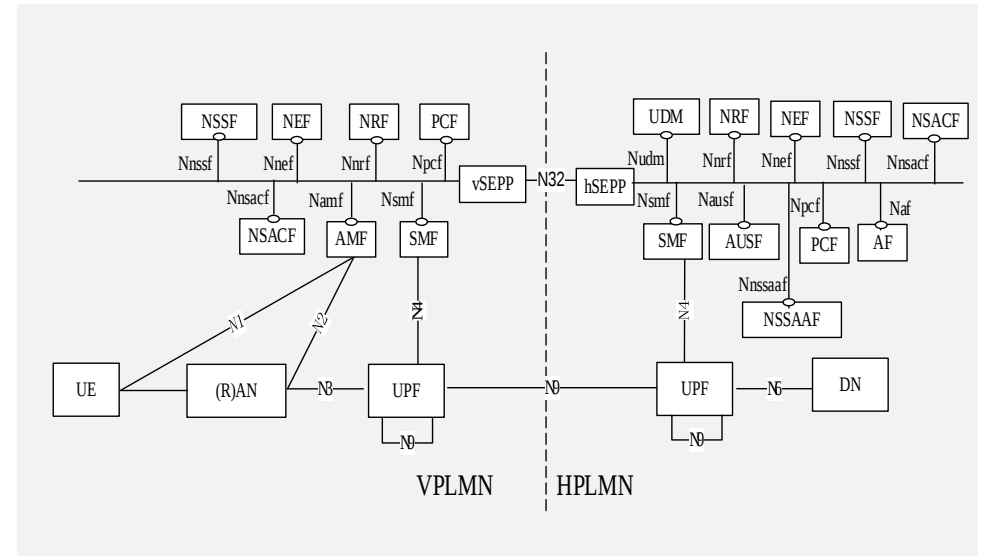 NSSF
NEF
NRF
PCF
UDM
NRF
NEF
NSSF
NSACF
Nnssf
Nnef
Nnrf
Npcf
Nudm
Nnrf
Nnef
Nnssf
Nnsacf
vSEPP
N32
hSEPP
Nnsacf
Namf
Nsmf
Nsmf
Nausf
Npcf
Naf
NSACF
AMF
SMF
SMF
AUSF
PCF
AF
Nnssaaf
NSSAAF
N1
N2
N4
N4
UE
(R)AN
N3
UPF
N9
UPF
N6
DN
N9
N9
VPLMN
HPLMN